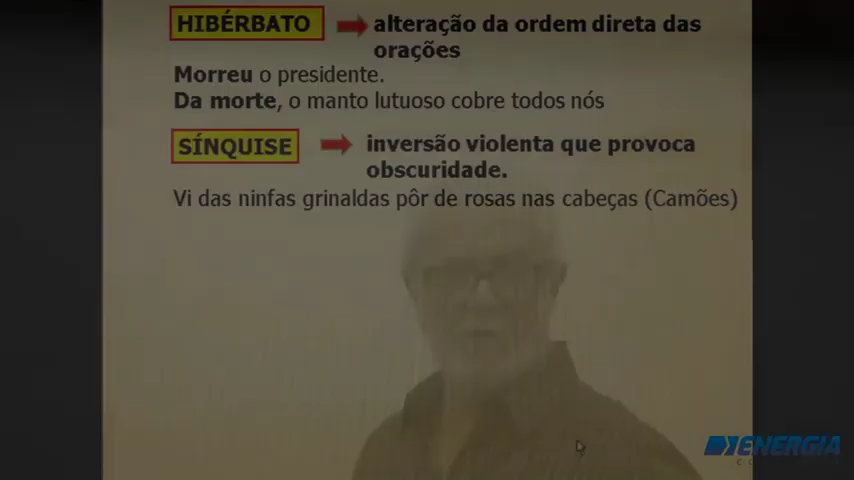 HIBÉRBATO alteração da ordem direta das
orações
Morreu o presidente.
Da morte, o manto lutuoso cobre todos nós
SÍNQUISE inversão violenta que provoca
obscuridade.
Vi das ninfas grinaldas pôr de rosas nas cabeças (Camões)
ENERGIA